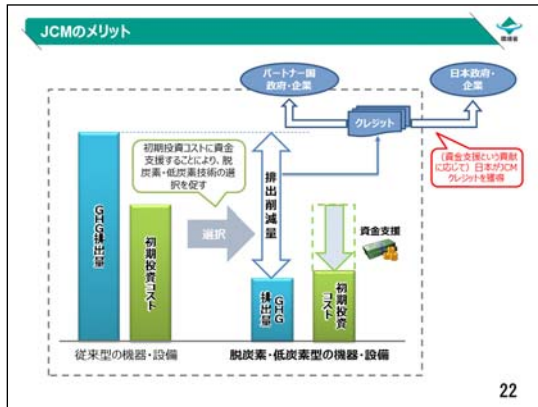 JCMのメリット
環境省
パートナー国
政府・企業
日本政府・
企業
クレジット
初期投資コストに資金
支援することにより、脱
炭素・低炭素技術の選
択を促す
(資金支援という貢献
に応じて)日本がJCM
クレジットを獲得
GHG排出量
初期投資コスト
選択
排出削減量
GHG
排出量
資金支援
初期投資
コスト
従来型の機器・設備
脱炭素・低炭素型の機器・設備
22